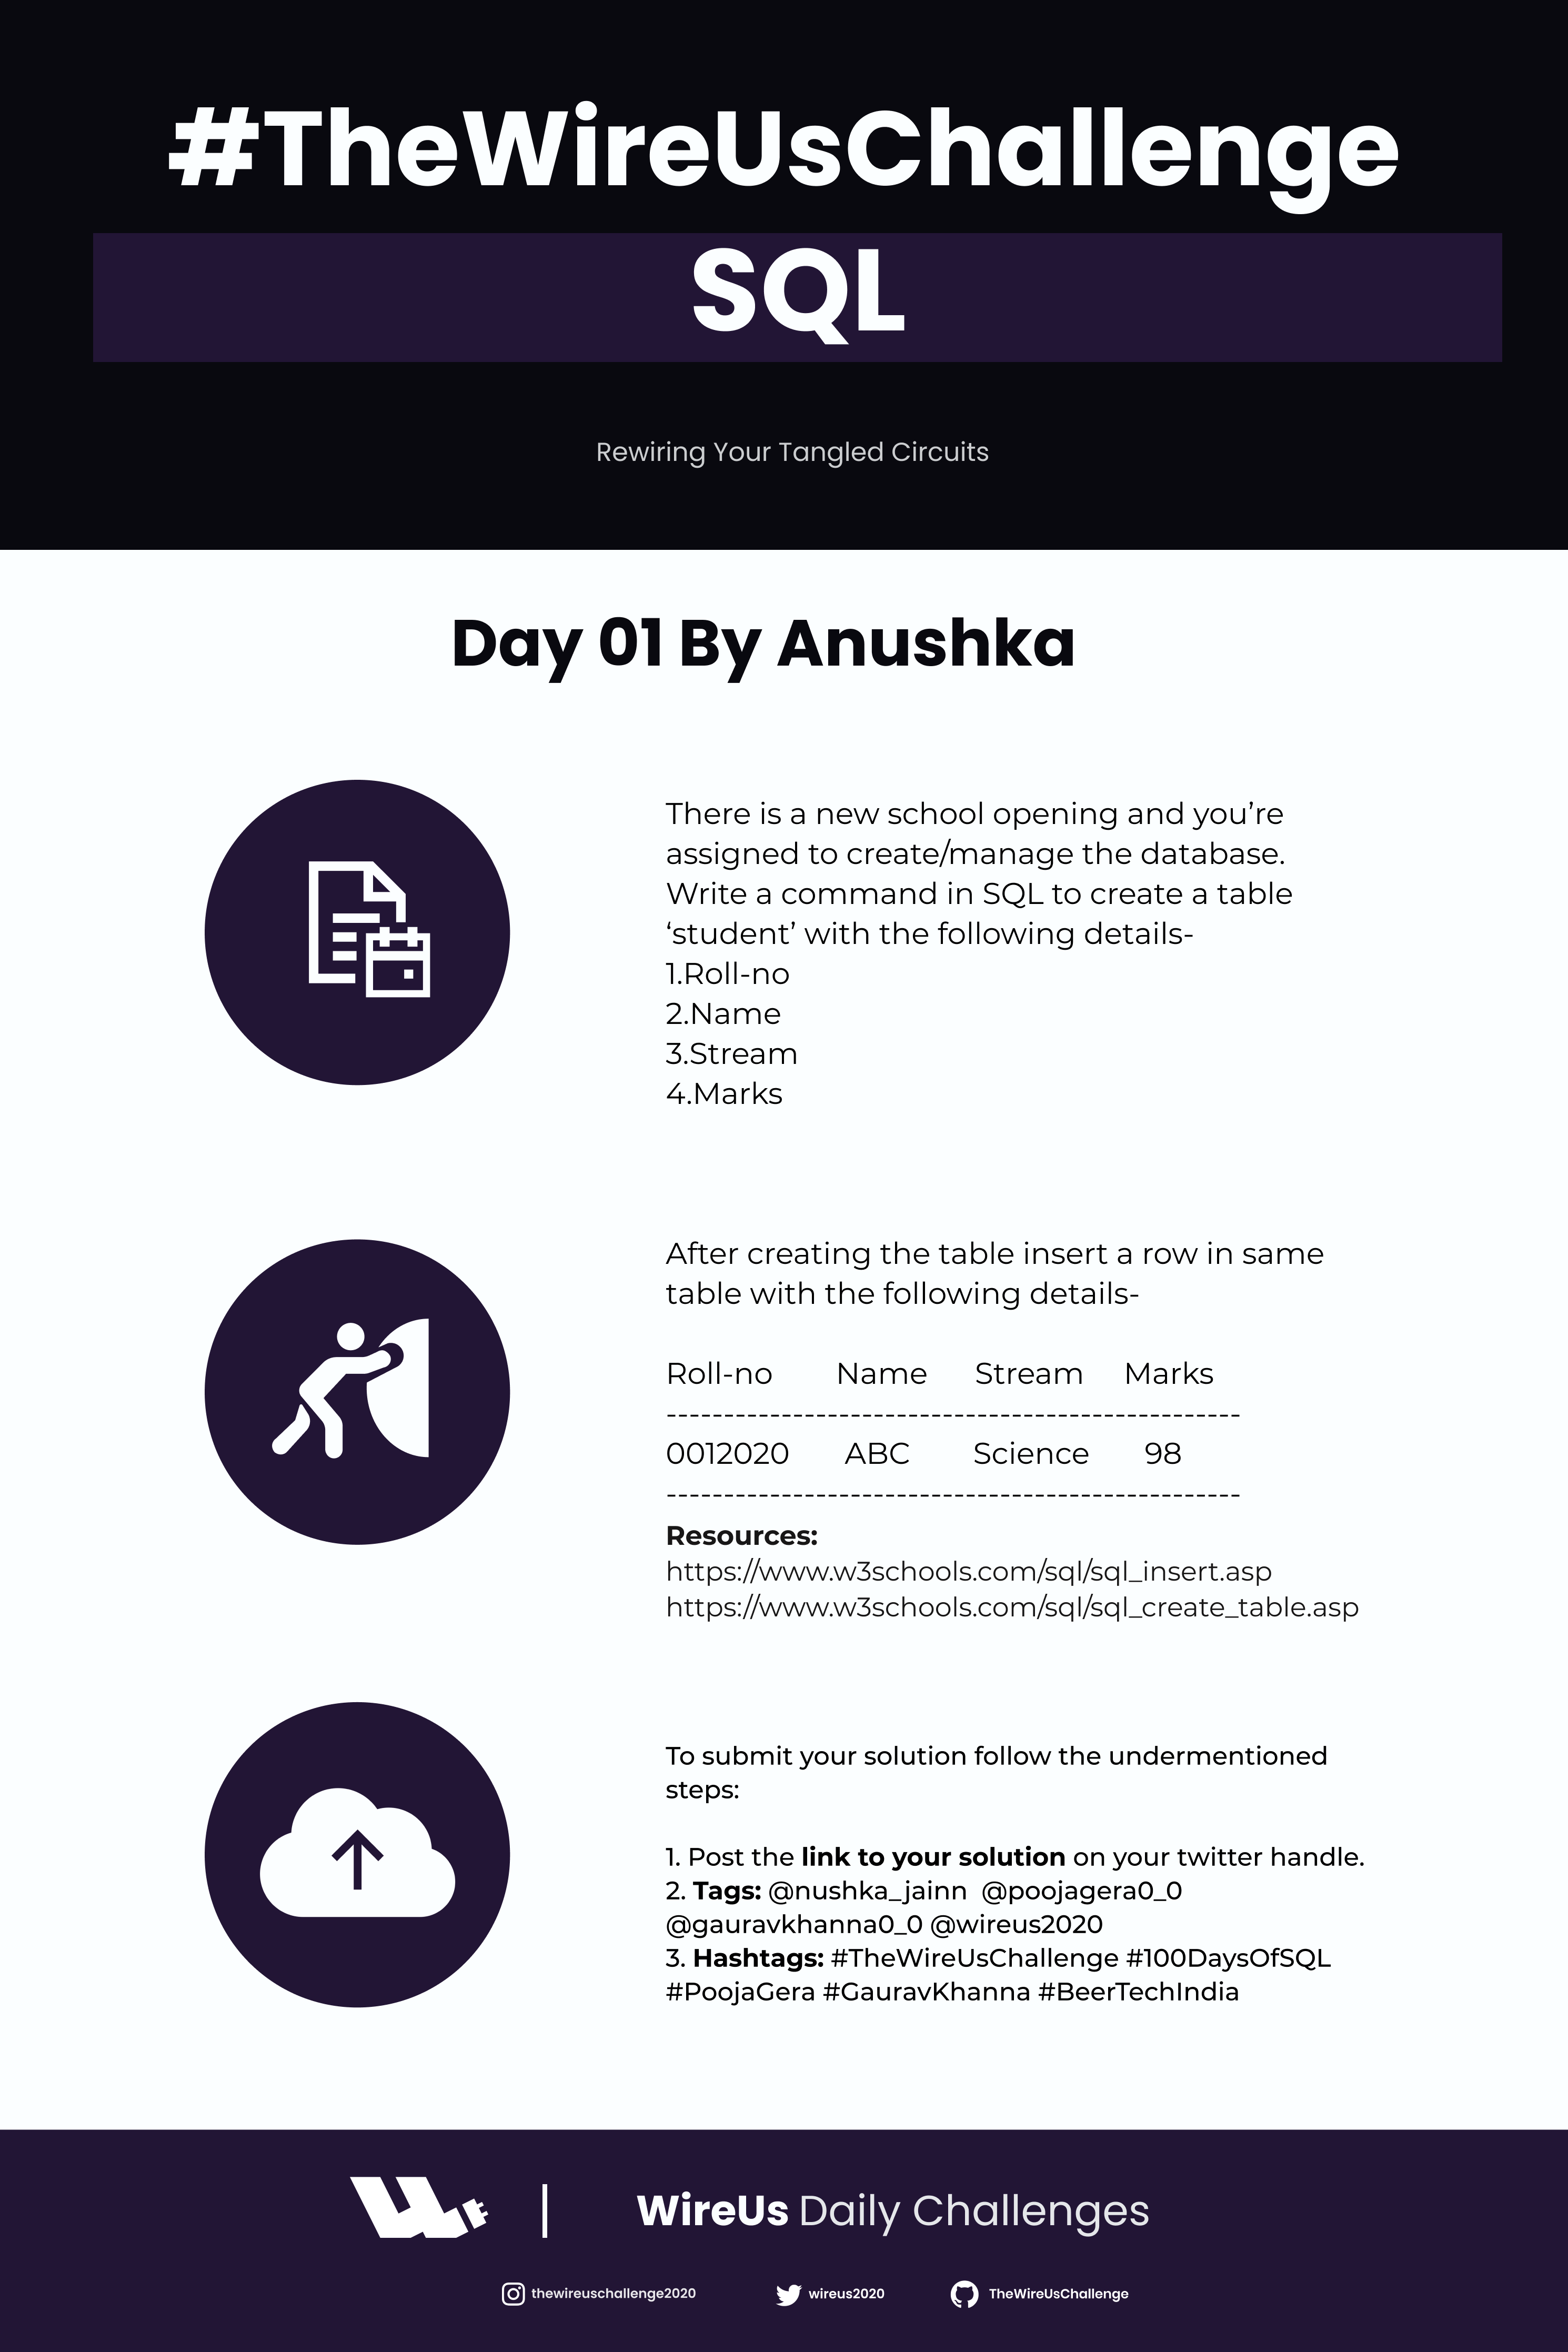 #TheWireUsChallenge
SQL
Rewiring Your Tangled Circuits
Day 01 By Anushka
There is a new school opening and you’re
assigned to create/manage the database.
Write a command in SQL to create a table
‘student’ with the following details-
1.Roll-no
2.Name
3.Stream
4.Marks
After creating the table insert a row in same
table with the following details-
Roll-no Name Stream Marks
--------------------------------------------------
0012020 ABC Science 98
--------------------------------------------------
Resources:
https://www.w3schools.com/sql/sql_insert.asp
https://www.w3schools.com/sql/sql_create_table.asp
To submit your solution follow the undermentioned
steps:
1. Post the link to your solution on your twitter handle.
2. Tags: @nushka_jainn @poojagera0_0
@gauravkhanna0_0 @wireus2020
3. Hashtags: #TheWireUsChallenge #100DaysOfSQL
#PoojaGera #GauravKhanna #BeerTechIndia
WireUs Daily Challenges
thewireuschallenge2020 wireus2020 TheWireUsChallenge